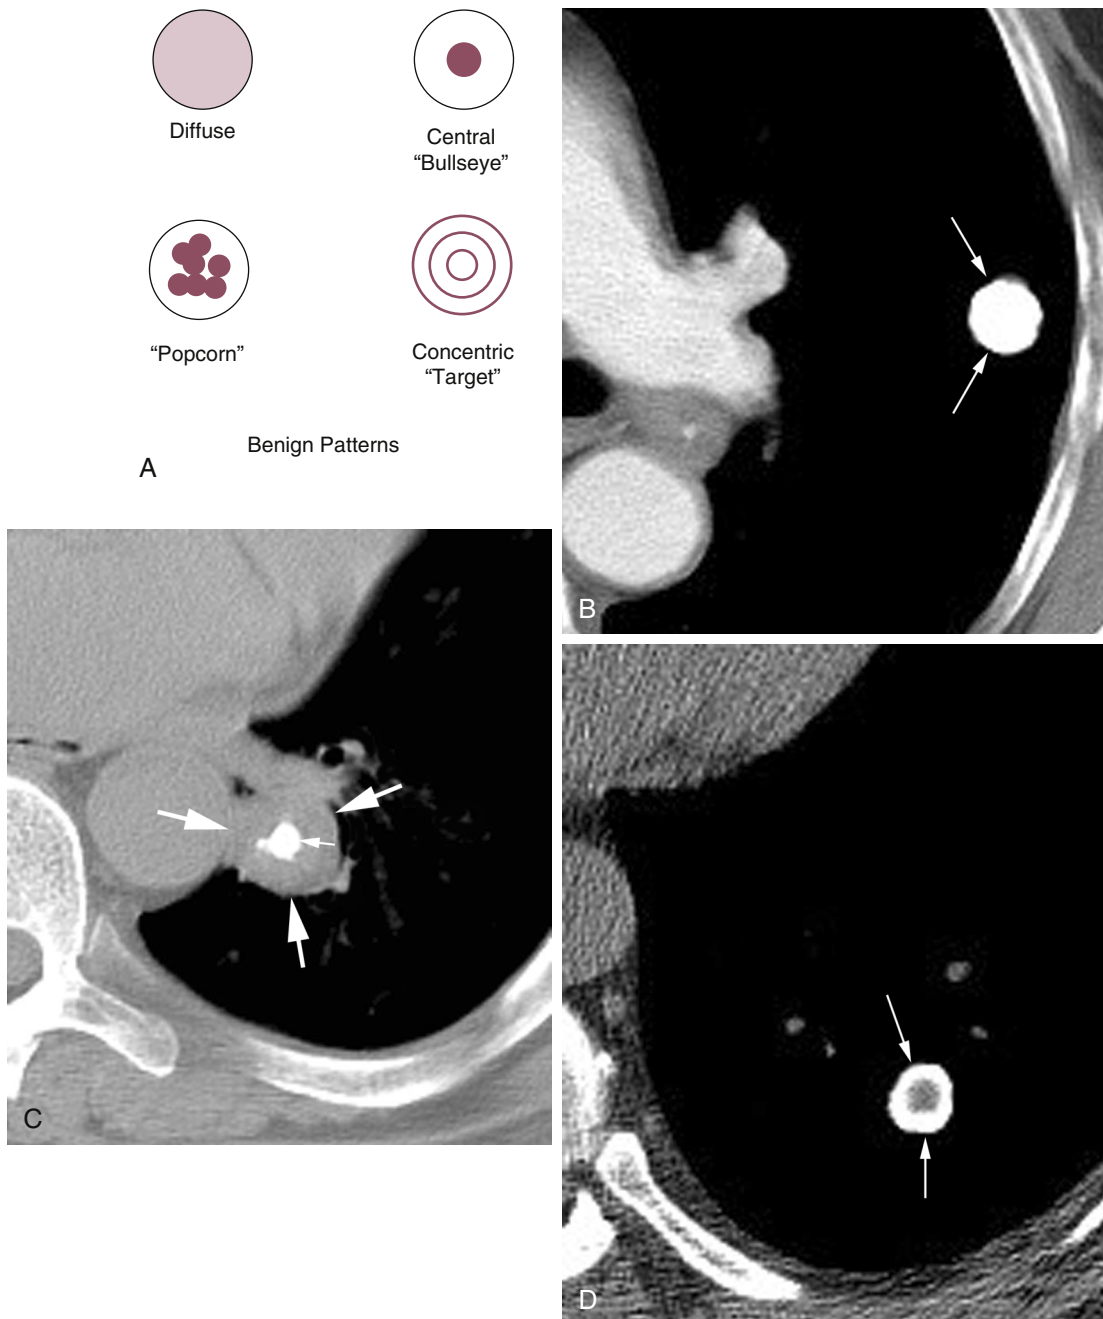 Diffuse
Central
“Bullseye”
“Popcorn”
Concentric
“Target”
Benign Patterns
A
B
C
D